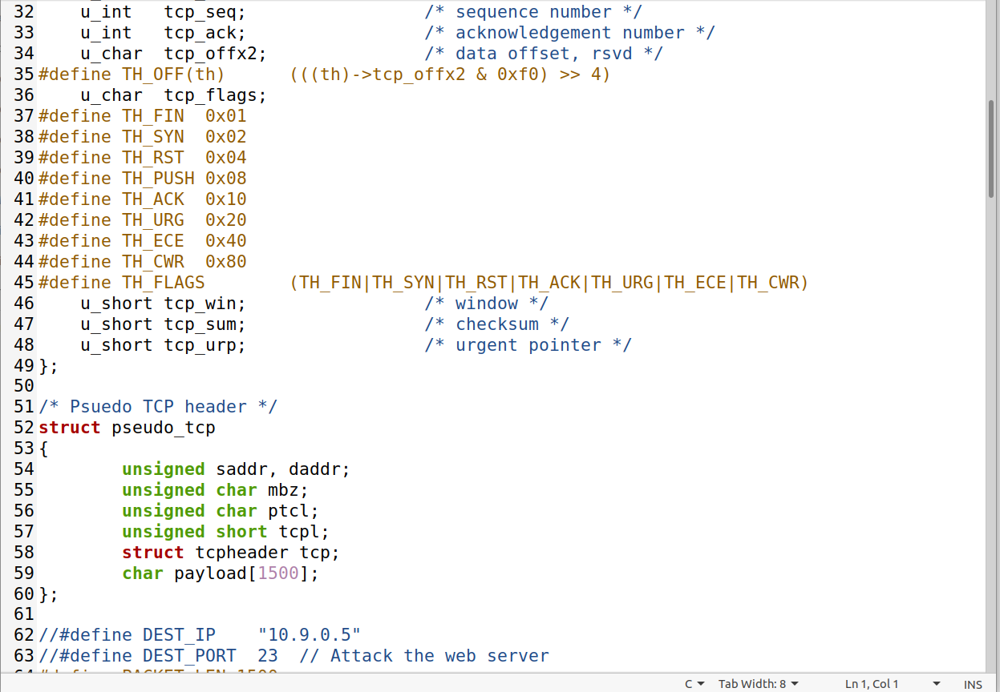 32    u_int   tcp_seq;                 /* sequence number */
33    u_int   tcp_ack;                 /* acknowledgement number */
34    u_char  tcp_offx2;               /* data offset, rsvd */
35 #define TH_OFF(th)      (((th)->tcp_offx2 & 0xf0) >> 4)
36    u_char  tcp_flags;
37 #define TH_FIN  0x01
38 #define TH_SYN  0x02
39 #define TH_RST  0x04
40 #define TH_PUSH 0x08
41 #define TH_ACK  0x10
42 #define TH_URG  0x20
43 #define TH_ECE  0x40
44 #define TH_CWR  0x80
45 #define TH_FLAGS        (TH_FIN|TH_SYN|TH_RST|TH_ACK|TH_URG|TH_ECE|TH_CWR)
46    u_short tcp_win;                 /* window */
47    u_short tcp_sum;                 /* checksum */
48    u_short tcp_urp;                 /* urgent pointer */
49 };
50
51 /* Psuedo TCP header */
52 struct pseudo_tcp
53 {
54        unsigned saddr, daddr;
55        unsigned char mbz;
56        unsigned char ptcl;
57        unsigned short tcpl;
58        struct tcpheader tcp;
59        char payload[1500];
60 };
61
62 //#define DEST_IP    "10.9.0.5"
63 //#define DEST_PORT  23  // Attack the web server
64 #define PACKET_LEN 1500
C Tab Width: 8 Ln 1, Col 1 INS